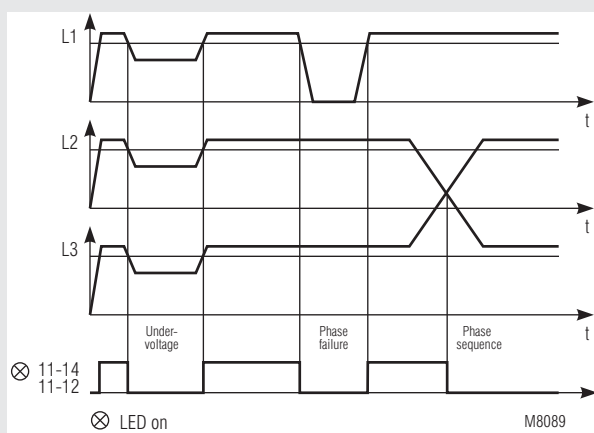 L1
t
L2
t
L3
t
Under-
voltage
Phase
failure
Phase
sequence
11-14
11-12
LED on
M8089